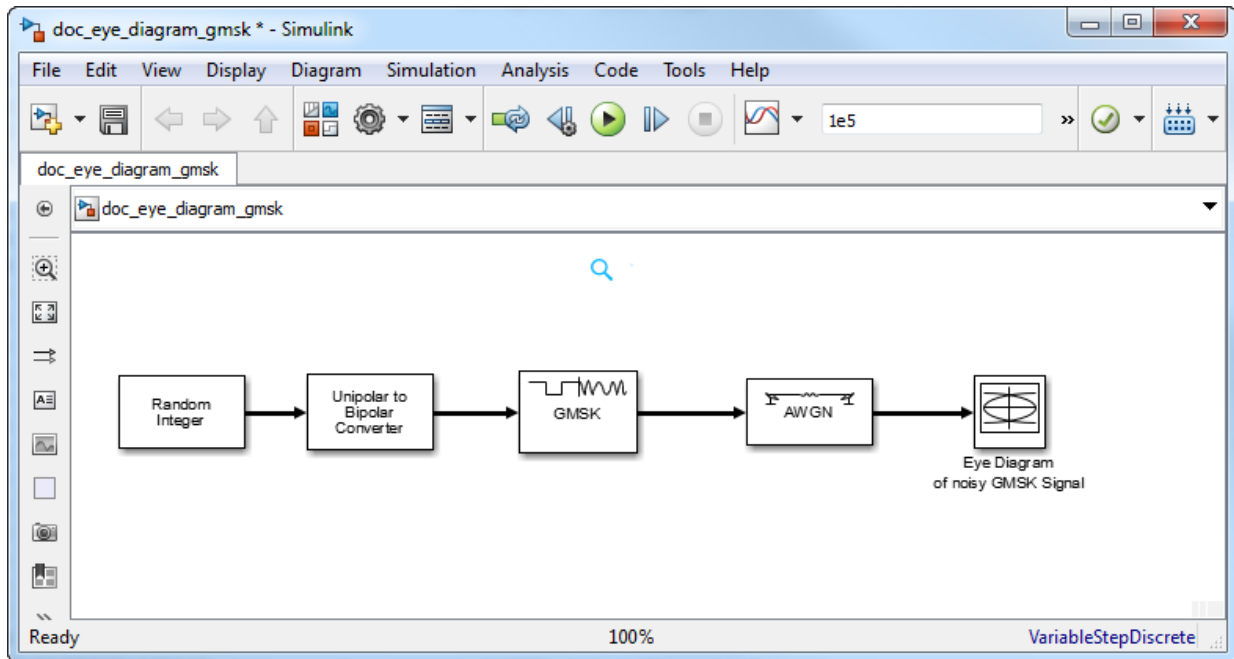 doc_eye_diagram_gmsk * - Simulink
File Edit View Display Diagram Simulation Analysis Code Tools Help
1e5 »
doc_eye_diagram_gmsk
doc_eye_diagram_gmsk
Random
Integer
Unipolar to
Bipolar
Converter
GMSK
AWGN
Eye Diagram
of noisy GMSK Signal
Ready 100% VariableStepDiscrete